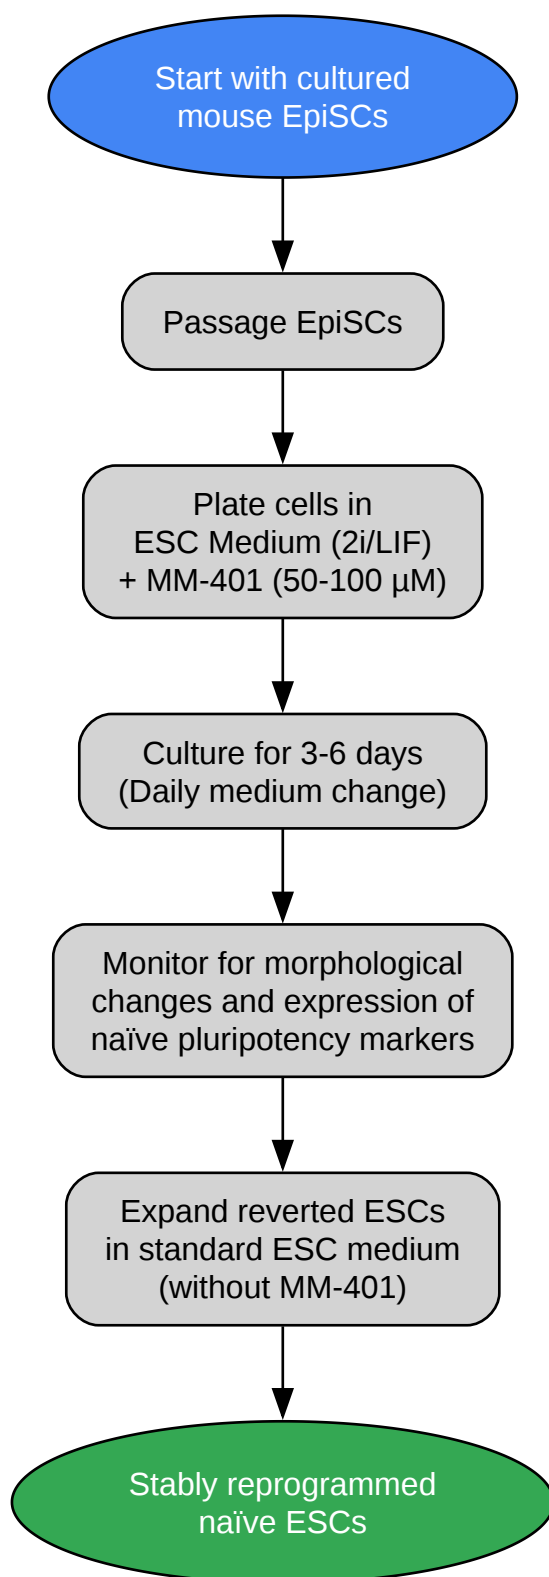 Start with cultured
mouse EpiSCs
Passage EpiSCs
Plate cells in
ESC Medium (2i/LIF)
+ MM-401 (50-100 µM)
Culture for 3-6 days
(Daily medium change)
Monitor for morphological
changes and expression of
naïve pluripotency markers
Expand reverted ESCs
in standard ESC medium
(without MM-401)
Stably reprogrammed
naïve ESCs